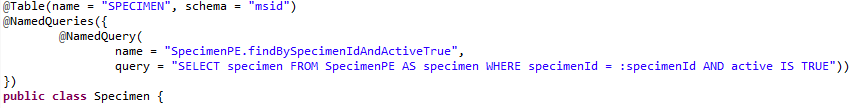 @Table(name = "SPECIMEN", schema = "msid")
@NamedQueries({
@NamedQuery(
name = "SpecimenPE.findBySpecimenIdAndActiveTrue",
query = "SELECT specimen FROM SpecimenPE AS specimen WHERE specimenId = :specimenId AND active IS TRUE"))
})
public class Specimen {